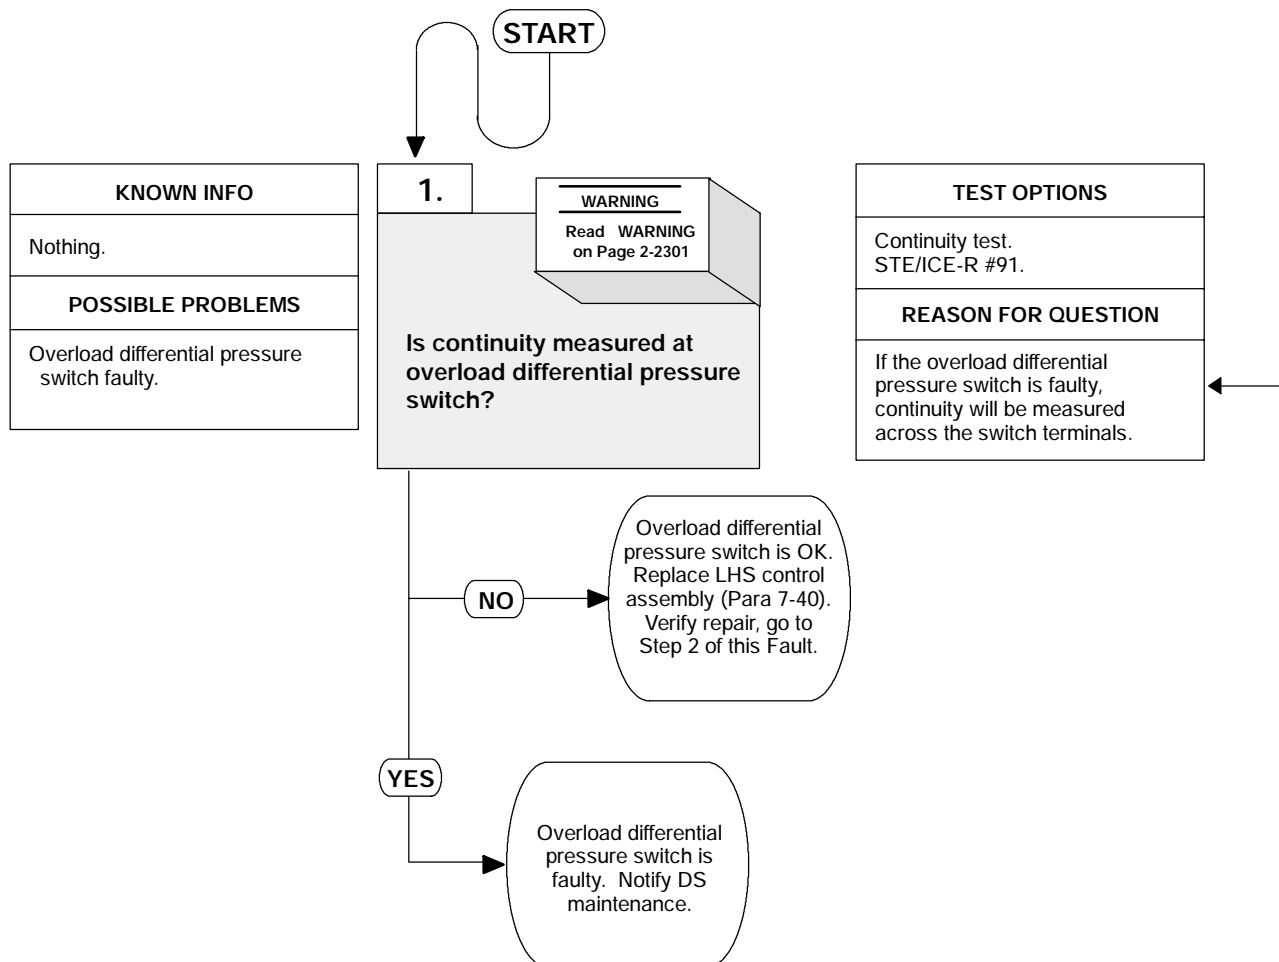 START
KNOWN INFO
Nothing.
POSSIBLE PROBLEMS
Overload differential pressure
switch faulty.
1.
WARNING
Read WARNING
on Page 2-2301
Is continuity measured at
overload differential pressure
switch?
TEST OPTIONS
Continuity test.
STE/ICE-R #91.
REASON FOR QUESTION
If the overload differential
pressure switch is faulty,
continuity will be measured
across the switch terminals.
NO
Overload differential
pressure switch is OK.
Replace LHS control
assembly (Para 7-40).
Verify repair, go to
Step 2 of this Fault.
YES
Overload differential
pressure switch is
faulty. Notify DS
maintenance.